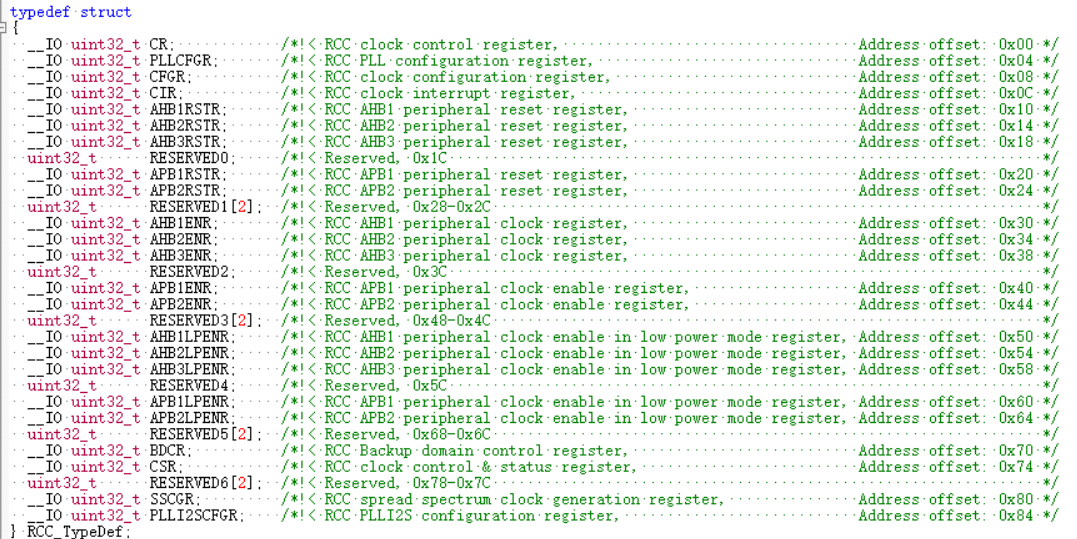 typedef struct
{
  __IO uint32_t CR;            /*!< RCC clock control register,                                  Address offset: 0x00 */
  __IO uint32_t PLLCFGR;       /*!< RCC PLL configuration register,                              Address offset: 0x04 */
  __IO uint32_t CFGR;          /*!< RCC clock configuration register,                            Address offset: 0x08 */
  __IO uint32_t CIR;           /*!< RCC clock interrupt register,                                Address offset: 0x0C */
  __IO uint32_t AHB1RSTR;      /*!< RCC AHB1 peripheral reset register,                          Address offset: 0x10 */
  __IO uint32_t AHB2RSTR;      /*!< RCC AHB2 peripheral reset register,                          Address offset: 0x14 */
  __IO uint32_t AHB3RSTR;      /*!< RCC AHB3 peripheral reset register,                          Address offset: 0x18 */
  uint32_t      RESERVED0;     /*!< Reserved, 0x1C                                                                    */
  __IO uint32_t APB1RSTR;      /*!< RCC APB1 peripheral reset register,                          Address offset: 0x20 */
  __IO uint32_t APB2RSTR;      /*!< RCC APB2 peripheral reset register,                          Address offset: 0x24 */
  uint32_t      RESERVED1[2];  /*!< Reserved, 0x28-0x2C                                                               */
  __IO uint32_t AHB1ENR;       /*!< RCC AHB1 peripheral clock register,                          Address offset: 0x30 */
  __IO uint32_t AHB2ENR;       /*!< RCC AHB2 peripheral clock register,                          Address offset: 0x34 */
  __IO uint32_t AHB3ENR;       /*!< RCC AHB3 peripheral clock register,                          Address offset: 0x38 */
  uint32_t      RESERVED2;     /*!< Reserved, 0x3C                                                                    */
  __IO uint32_t APB1ENR;       /*!< RCC APB1 peripheral clock enable register,                   Address offset: 0x40 */
  __IO uint32_t APB2ENR;       /*!< RCC APB2 peripheral clock enable register,                   Address offset: 0x44 */
  uint32_t      RESERVED3[2];  /*!< Reserved, 0x48-0x4C                                                               */
  __IO uint32_t AHB1LPENR;     /*!< RCC AHB1 peripheral clock enable in low power mode register, Address offset: 0x50 */
  __IO uint32_t AHB2LPENR;     /*!< RCC AHB2 peripheral clock enable in low power mode register, Address offset: 0x54 */
  __IO uint32_t AHB3LPENR;     /*!< RCC AHB3 peripheral clock enable in low power mode register, Address offset: 0x58 */
  uint32_t      RESERVED4;     /*!< Reserved, 0x5C                                                                    */
  __IO uint32_t APB1LPENR;     /*!< RCC APB1 peripheral clock enable in low power mode register, Address offset: 0x60 */
  __IO uint32_t APB2LPENR;     /*!< RCC APB2 peripheral clock enable in low power mode register, Address offset: 0x64 */
  uint32_t      RESERVED5[2];  /*!< Reserved, 0x68-0x6C                                                               */
  __IO uint32_t BDCR;          /*!< RCC Backup domain control register,                          Address offset: 0x70 */
  __IO uint32_t CSR;           /*!< RCC clock control & status register,                         Address offset: 0x74 */
  uint32_t      RESERVED6[2];  /*!< Reserved, 0x78-0x7C                                                               */
  __IO uint32_t SSCGR;         /*!< RCC spread spectrum clock generation register,               Address offset: 0x80 */
  __IO uint32_t PLLI2SCFGR;    /*!< RCC PLLI2S configuration register,                           Address offset: 0x84 */
} RCC_TypeDef;